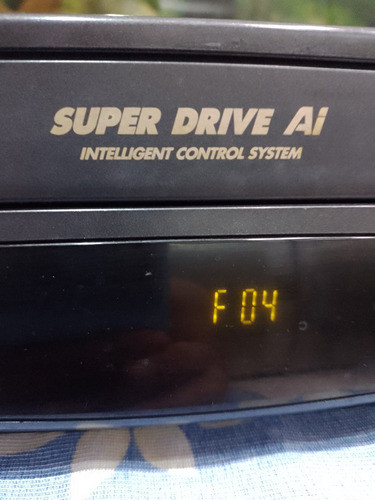 SUPER DRIVE Ai
INTELLIGENT CONTROL SYSTEM
F 04